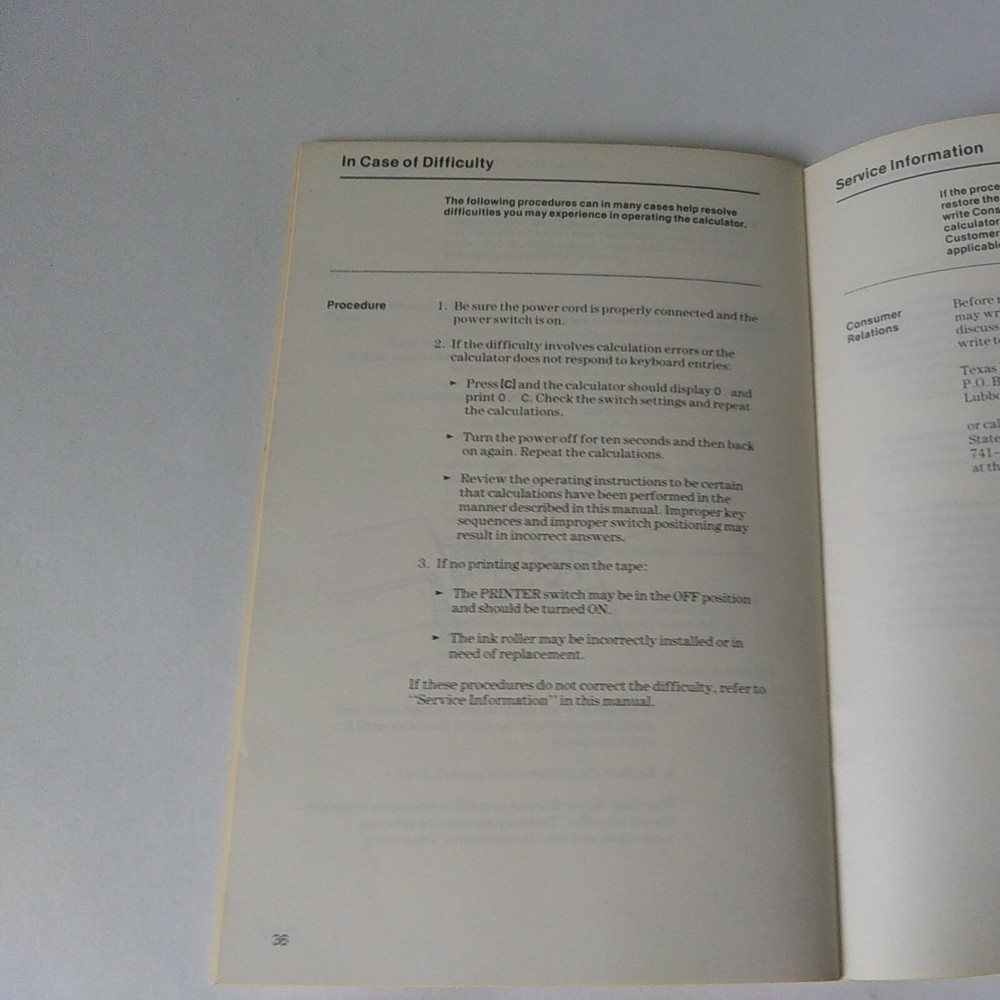 In Case of Difficulty
The following procedures can in many cases help resolve
difficulties you may experience in operating the calculator.
Procedure
1. Be sure the power cord is properly connected and the
power switch is on.
2. If the difficulty involves calculation errors or the
calculator does not respond to keyboard entries:
► Press [C] and the calculator should display 0. and
print 0. C. Check the switch settings and repeat
the calculations.
► Turn the power off for ten seconds and then back
on again. Repeat the calculations.
► Review the operating instructions to be certain
that calculations have been performed in the
manner described in this manual. Improper key
sequences and improper switch positioning may
result in incorrect answers.
3. If no printing appears on the tape:
► The PRINTER switch may be in the OFF position
and should be turned ON.
► The ink roller may be incorrectly installed or in
need of replacement.
If these procedures do not correct the difficulty, refer to
"Service Information" in this manual.
Service Information
If the proce
restore the
write Cons
calculator
Customer
applicable
Consumer
Relations
Before
may wr
discuss
write t
Texas
P.O. B
Lubbo
or cal
State
741-
at th